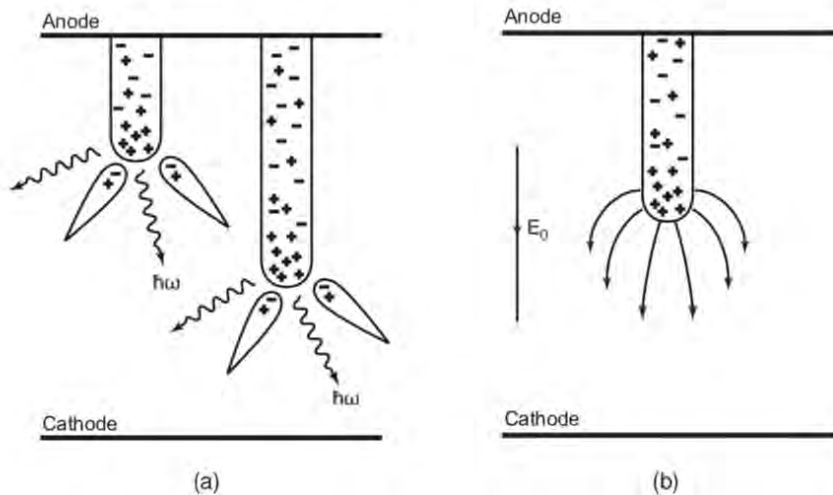 Anode
ħω
ħω
Cathode
(a)
Anode
E₀
Cathode
(b)